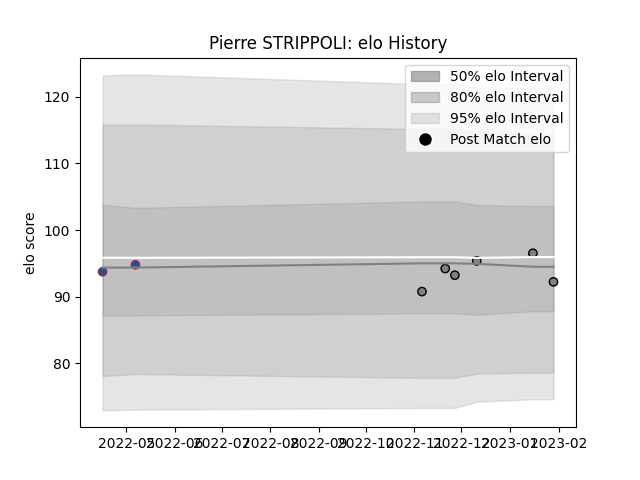 Pierre STRIPPOLI: elo History
50% elo Interval
80% elo Interval
95% elo Interval
Post Match elo
elo score
120
110
100
90
80
2022-05 2022-06 2022-07 2022-08 2022-09 2022-10 2022-11 2022-12 2023-01 2023-02